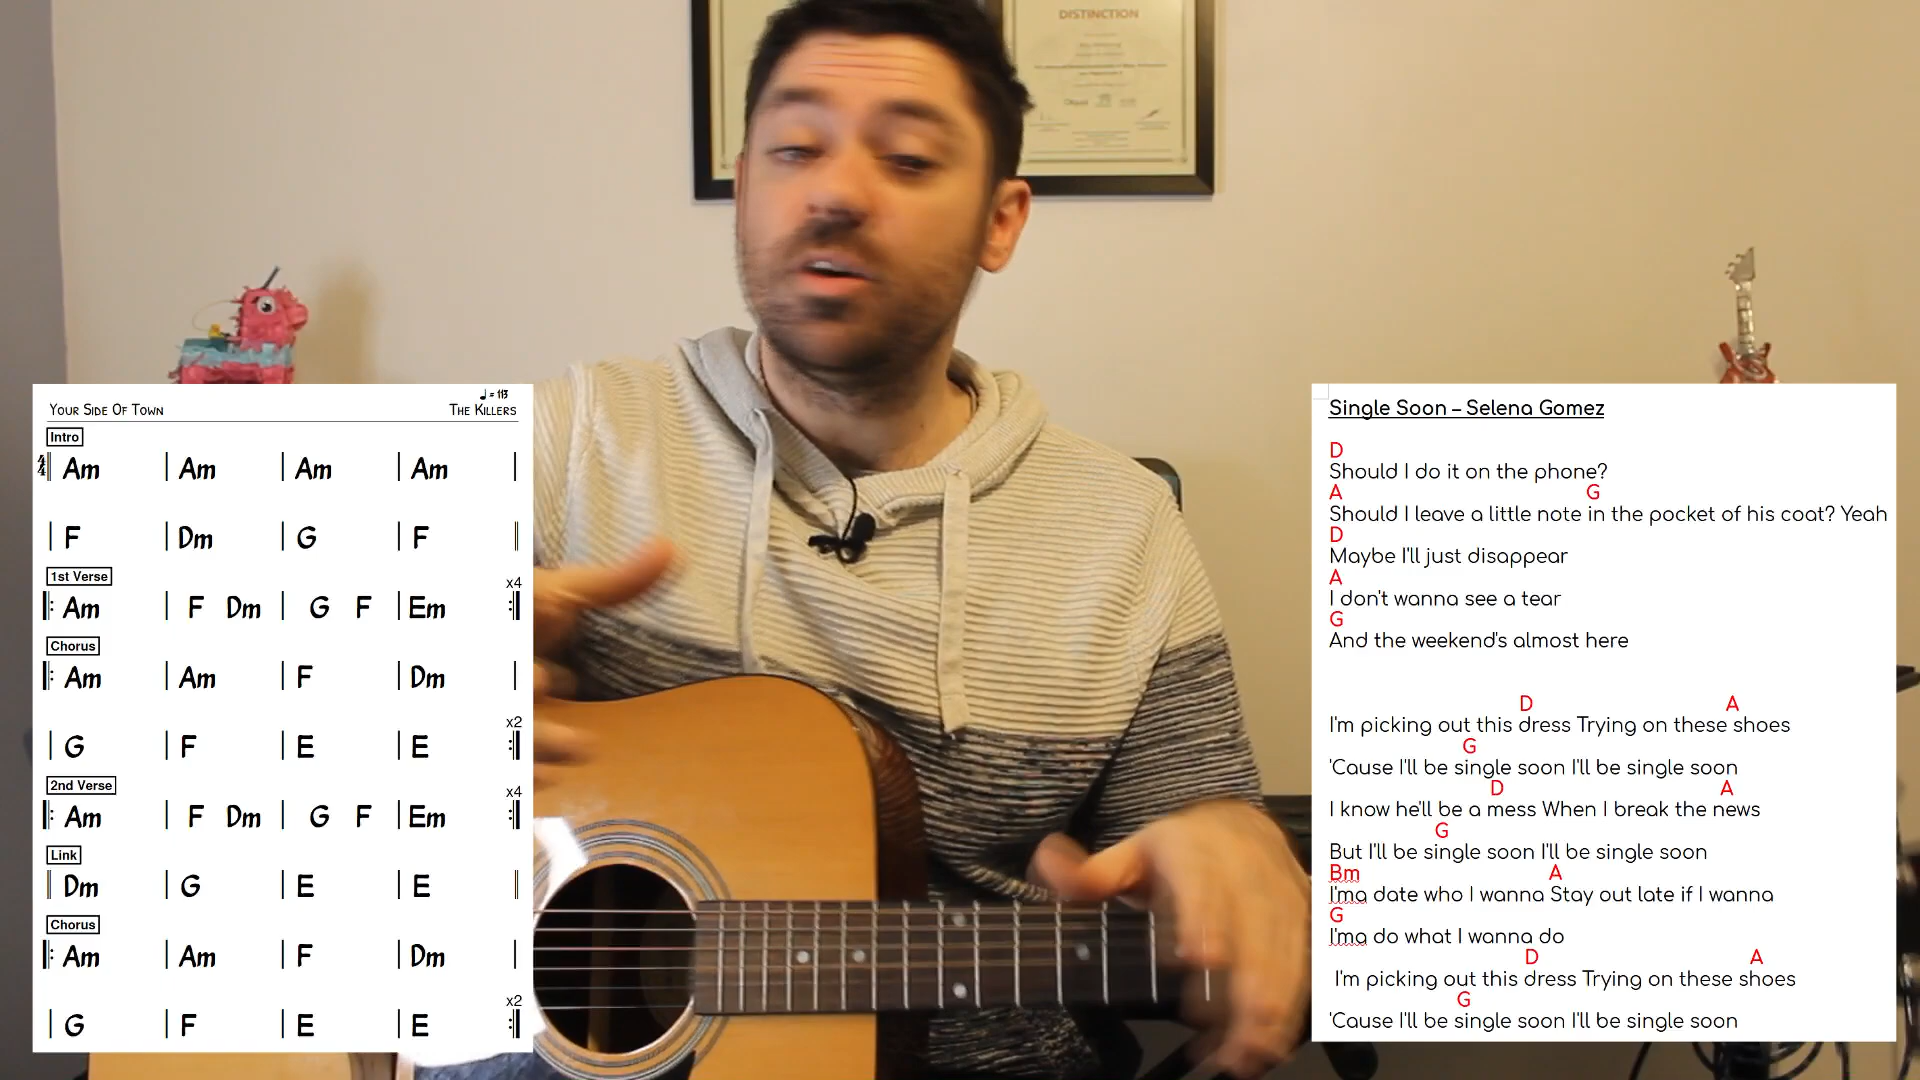 DISTINCTION
♩ = 113
Your Side Of Town The Killers
Intro
4/4 Am | Am | Am | Am |
| F | Dm | G | F ||
1st Verse x4
|: Am | F Dm | G F | Em :|
Chorus
|: Am | Am | F | Dm |
x2
| G | F | E | E :|
2nd Verse x4
|: Am | F Dm | G F | Em :|
Link
|| Dm | G | E | E ||
Chorus
|: Am | Am | F | Dm |
x2
| G | F | E | E :|
Single Soon – Selena Gomez
D
Should I do it on the phone?
A G
Should I leave a little note in the pocket of his coat? Yeah
D
Maybe I'll just disappear
A
I don't wanna see a tear
G
And the weekend's almost here
D A
I'm picking out this dress Trying on these shoes
G
'Cause I'll be single soon I'll be single soon
D A
I know he'll be a mess When I break the news
G
But I'll be single soon I'll be single soon
Bm A
I'ma date who I wanna Stay out late if I wanna
G
I'ma do what I wanna do
D A
I'm picking out this dress Trying on these shoes
G
'Cause I'll be single soon I'll be single soon